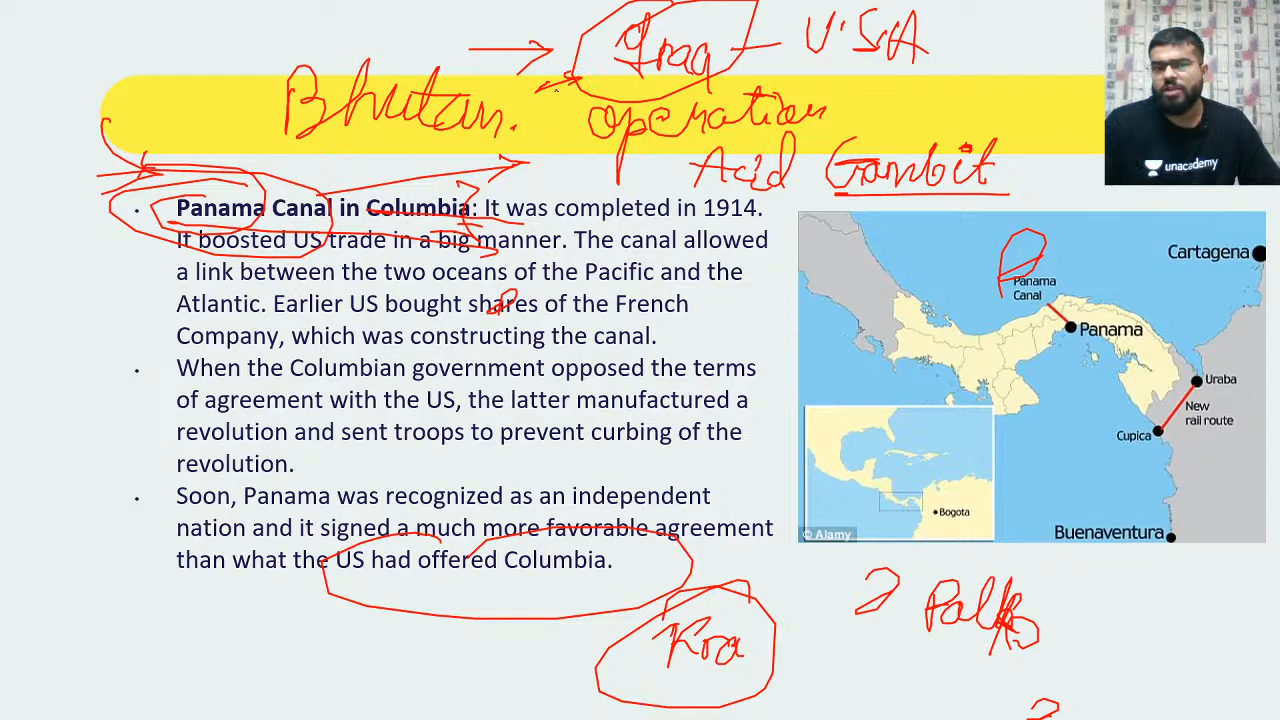 Iraq – U.S.A
Bhutan.
operation
Acid Gambit
unacademy
• Panama Canal in Columbia: It was completed in 1914.
It boosted US trade in a big manner. The canal allowed
a link between the two oceans of the Pacific and the
Atlantic. Earlier US bought shares of the French
Company, which was constructing the canal.
• When the Columbian government opposed the terms
of agreement with the US, the latter manufactured a
revolution and sent troops to prevent curbing of the
revolution.
• Soon, Panama was recognized as an independent
nation and it signed a much more favorable agreement
than what the US had offered Columbia.
Cartagena
P
Panama
Canal
Panama
Uraba
New
rail route
Cupica
Bogota
© Alamy
Buenaventura
Kra